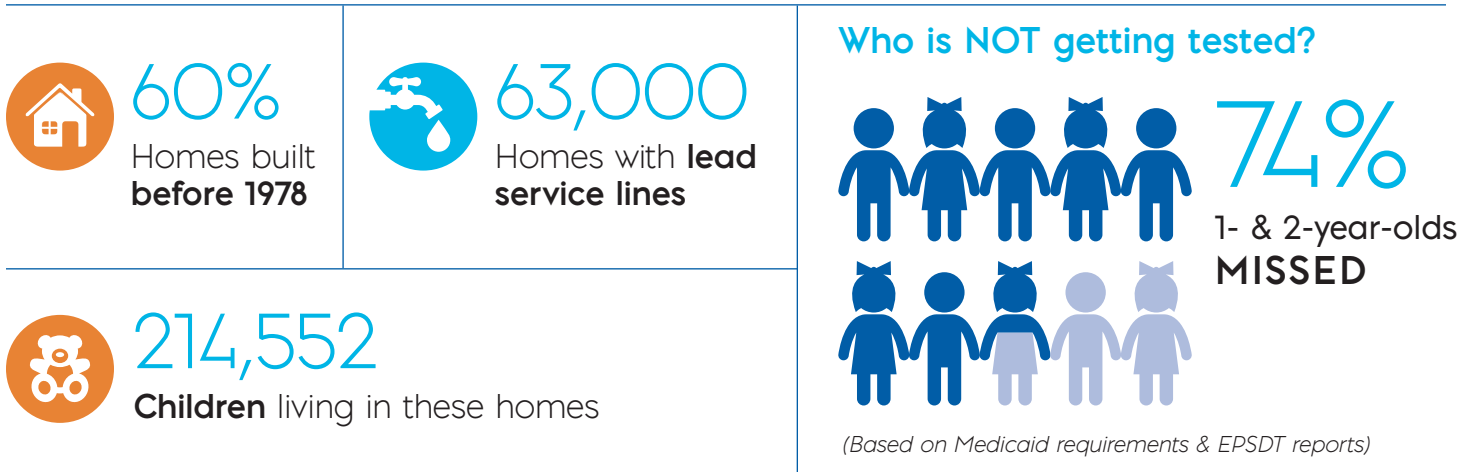 60%
Homes built
before 1978
63,000
Homes with lead
service lines
214,552
Children living in these homes
Who is NOT getting tested?
74%
1- & 2-year-olds
MISSED
(Based on Medicaid requirements & EPSDT reports)